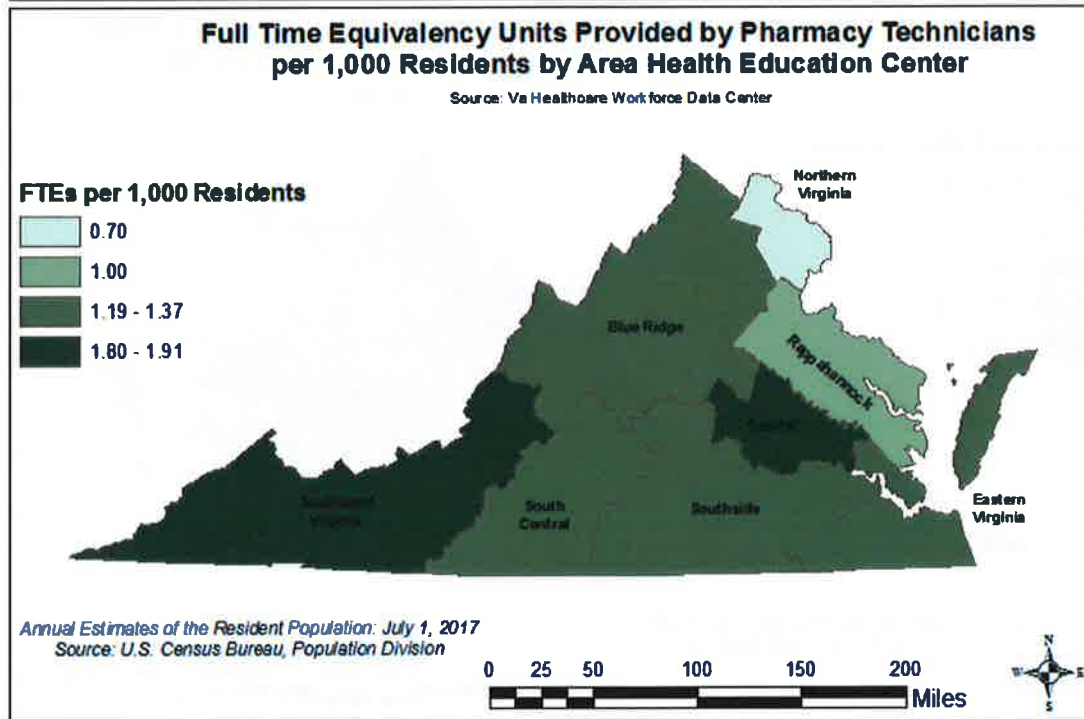 Full Time Equivalency Units Provided by Pharmacy Technicians
per 1,000 Residents by Area Health Education Center
Source: Va Healthcare Workforce Data Center
FTEs per 1,000 Residents
0.70
1.00
1.19 - 1.37
1.80 - 1.91
Northern
Virginia
Blue Ridge
Rappahannock
Capital
Southwest
Virginia
South
Central
Southside
Eastern
Virginia
Annual Estimates of the Resident Population: July 1, 2017
Source: U.S. Census Bureau, Population Division
0 25 50 100 150 200
Miles
N
W E
S